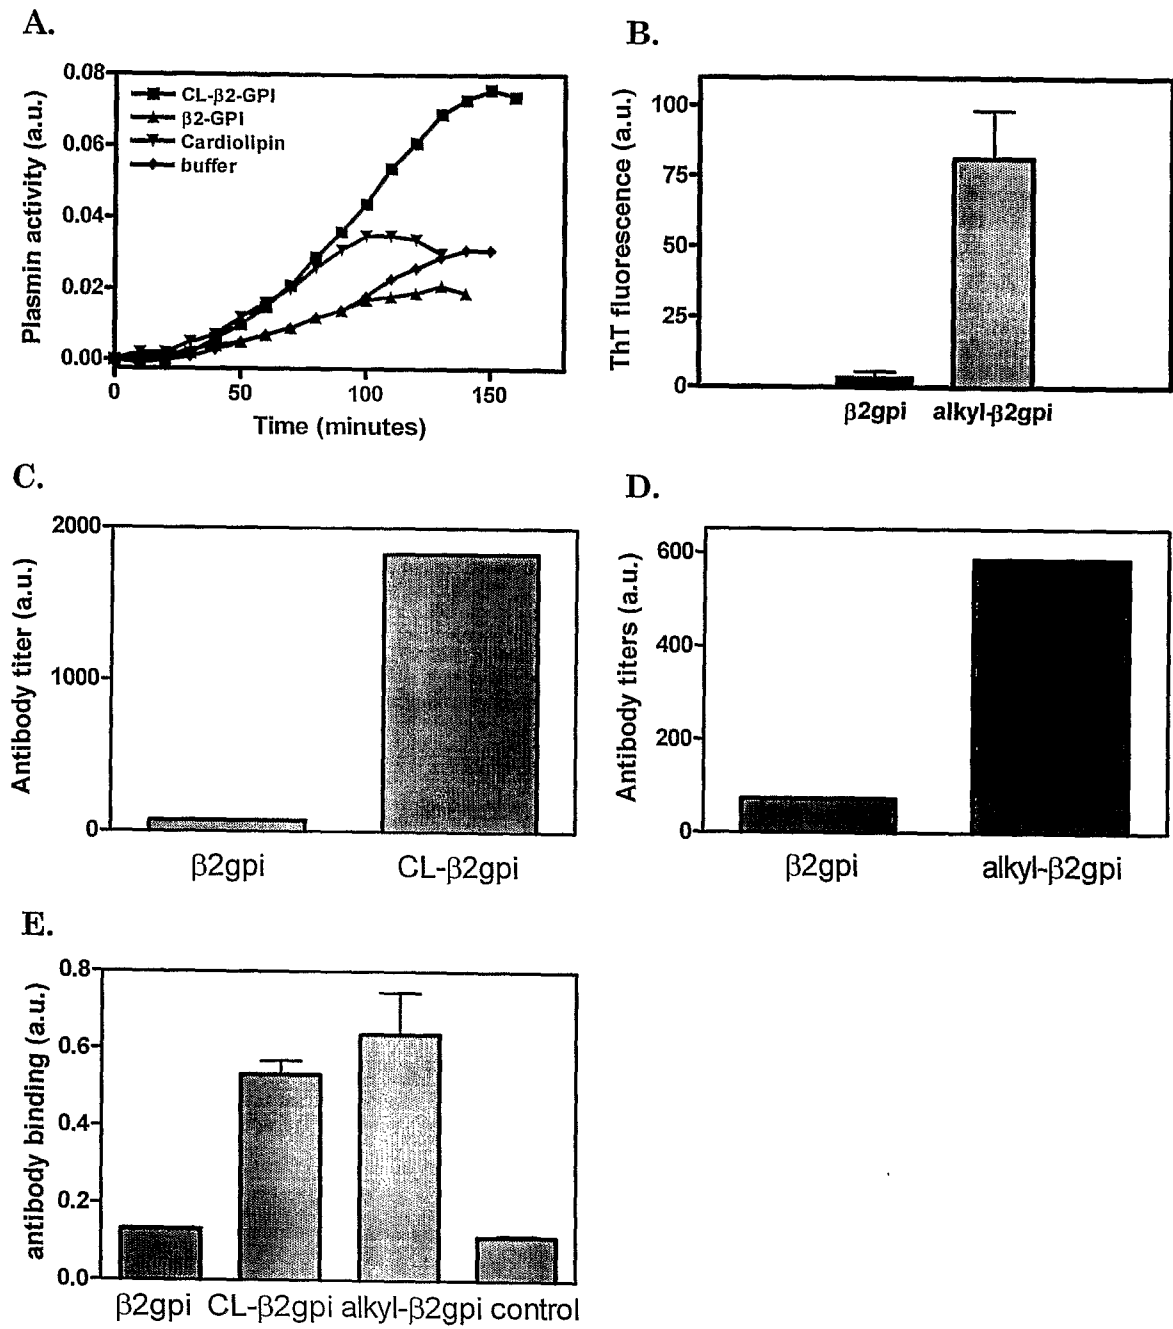 A.
Plasmin activity (a.u.)
0.08
0.06
0.04
0.02
0.00
CL-β2-GPI
β2-GPI
Cardiolipin
buffer
0
50
100
150
Time (minutes)
B.
ThT fluorescence (a.u.)
100
75
50
25
0
β2gpi
alkyl-β2gpi
C.
Antibody titer (a.u.)
2000
1000
0
β2gpi
CL-β2gpi
D.
Antibody titers (a.u.)
600
400
200
0
β2gpi
alkyl-β2gpi
E.
antibody binding (a.u.)
0.8
0.6
0.4
0.2
0.0
β2gpi CL-β2gpi alkyl-β2gpi control